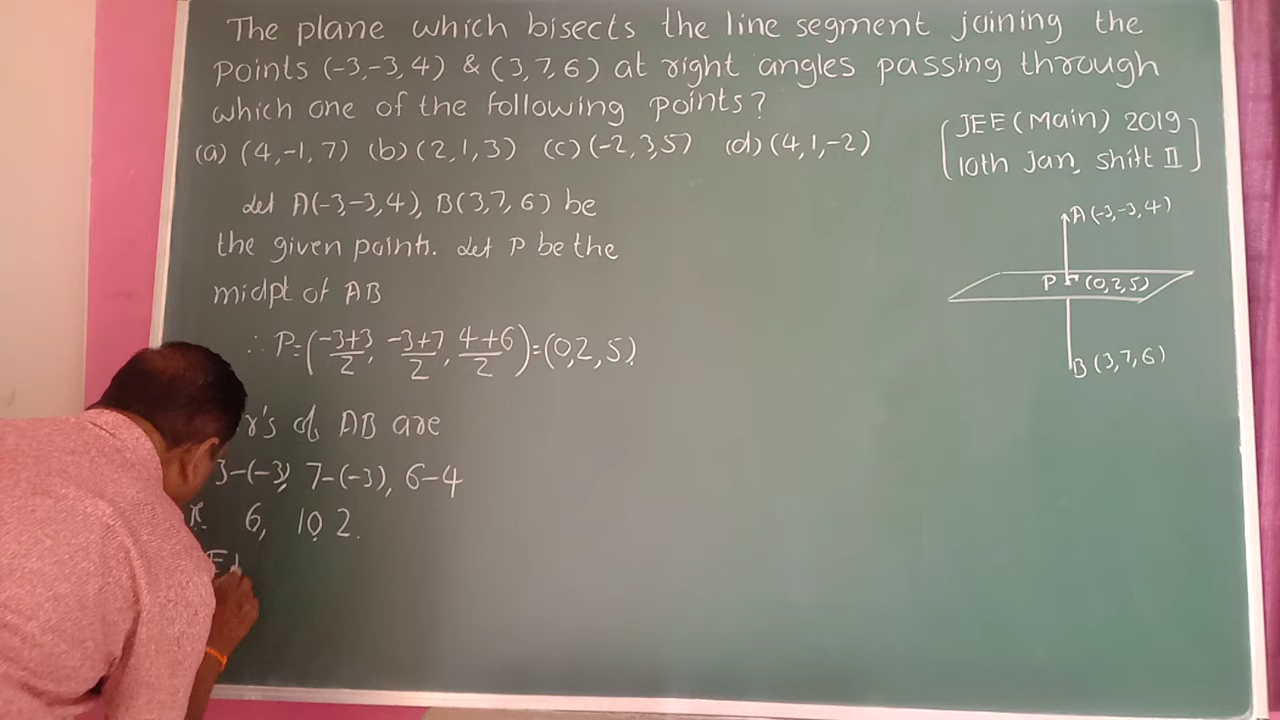 The plane which bisects the line segment joining the
points (-3,-3,4) & (3,7,6) at right angles passing through
which one of the following points?
(a) (4,-1,7) (b) (2,1,3) (c) (-2,3,5) (d) (4,1,-2)
[JEE (Main) 2019
10th Jan, shift II]
Let A(-3,-3,4), B(3,7,6) be
the given points. Let P be the
midpt of AB
∴ P=(-3+3/2, -3+7/2, 4+6/2)=(0,2,5).
r's of AB are
3-(-3), 7-(-3), 6-4
6, 10, 2.
A(-3,-3,4)
P (0,2,5)
B(3,7,6)